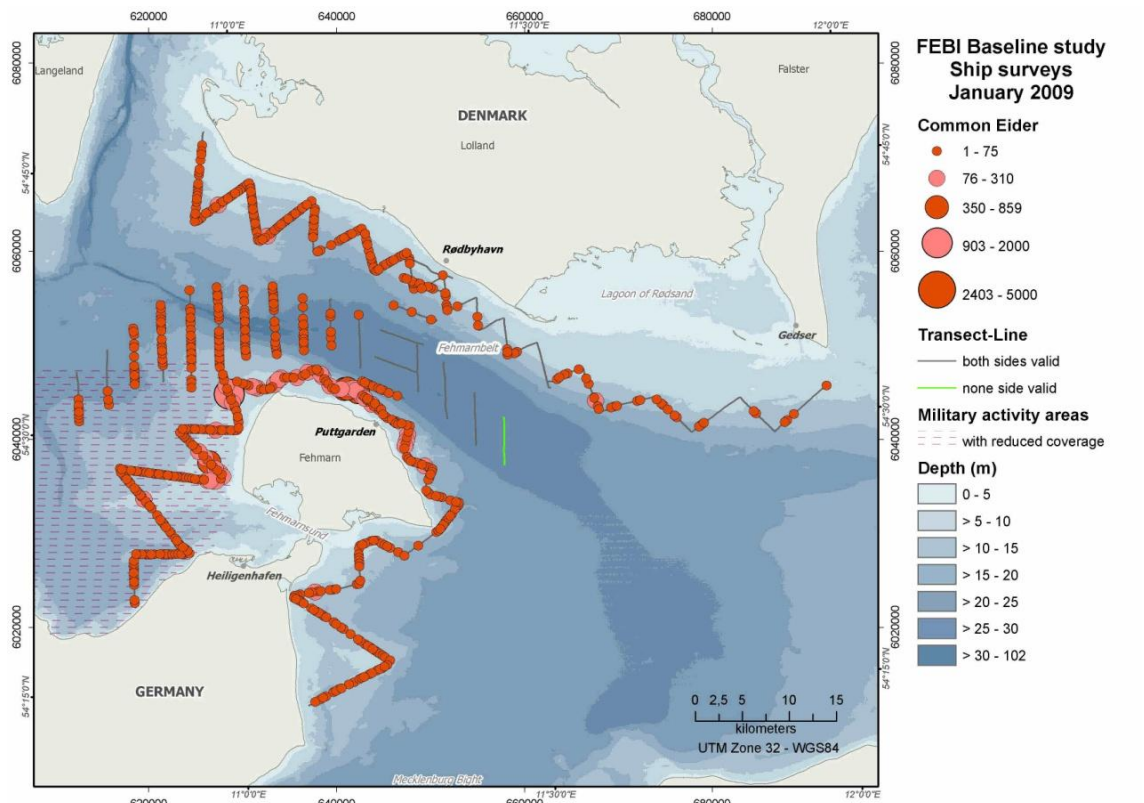 620000
640000
660000
680000
11°0'0"E
11°30'0"E
12°0'0"E
6080000
6080000
Langeland
Falster
DENMARK
Lolland
54°45'0"N
54°45'0"N
6060000
6060000
Rødbyhavn
Lagoon of Rødsand
Gedser
Fehmarnbelt
54°30'0"N
54°30'0"N
6040000
6040000
Puttgarden
Fehmarn
Fehmarnsund
Heiligenhafen
6020000
6020000
54°15'0"N
54°15'0"N
GERMANY
0 2,5 5 10 15
kilometers
UTM Zone 32 - WGS84
Mecklenburg Bight
620000
640000
660000
680000
11°0'0"E
11°30'0"E
12°0'0"E
FEBI Baseline study
Ship surveys
January 2009
Common Eider
1 - 75
76 - 310
350 - 859
903 - 2000
2403 - 5000
Transect-Line
both sides valid
none side valid
Military activity areas
with reduced coverage
Depth (m)
0 - 5
> 5 - 10
> 10 - 15
> 15 - 20
> 20 - 25
> 25 - 30
> 30 - 102